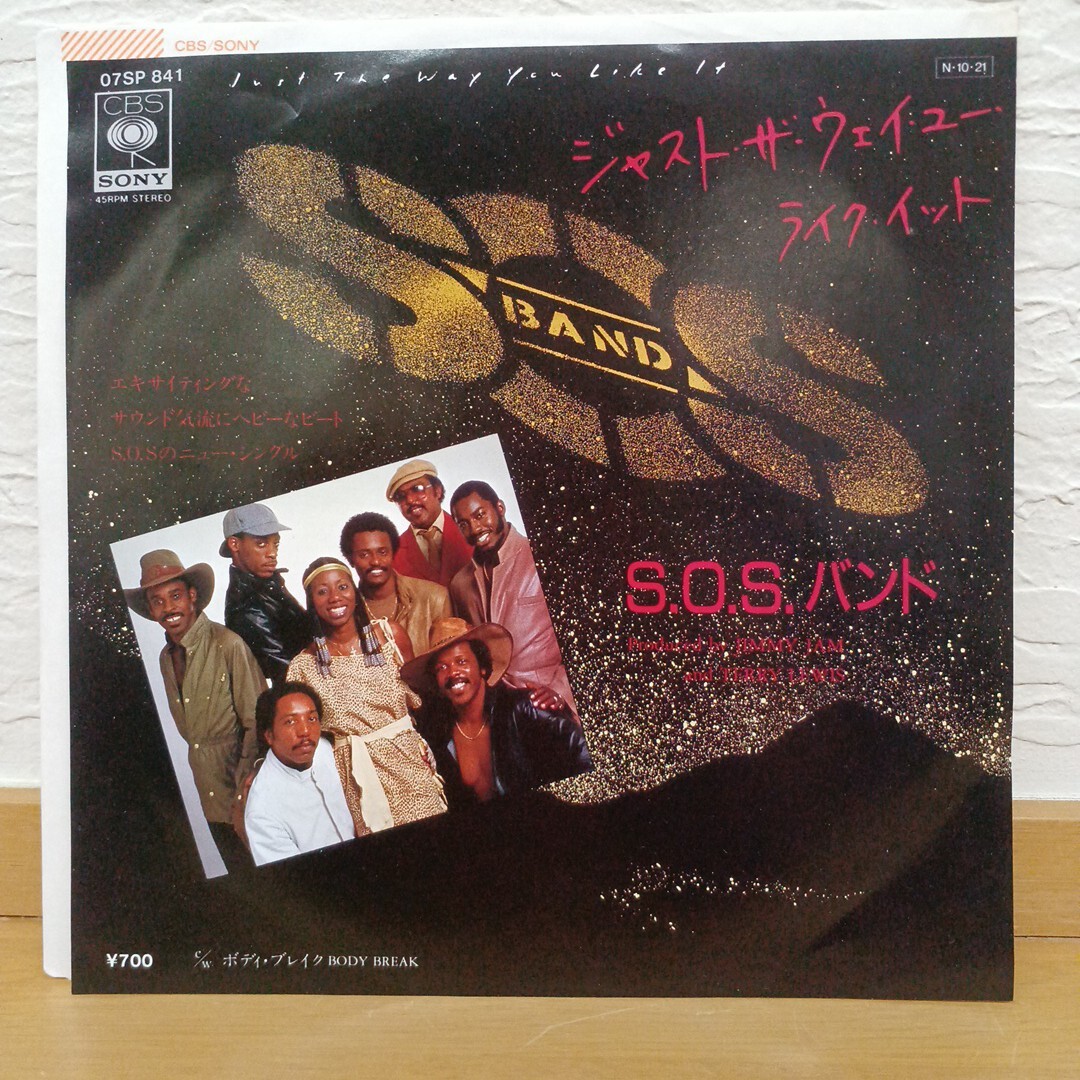 CBS/SONY
07SP 841
Just The Way You Like It
N・10・21
CBS
SONY
45RPM STEREO
ジャスト・ザ・ウェイ・ユー・
ライク・イット
SOS
BAND
エキサイティングな
サウンド気流にヘビーなビート
S.O.Sのニュー・シングル
S.O.S.バンド
Produced by JIMMY JAM
and TERRY LEWIS
¥700
c/w ボディ・ブレイク BODY BREAK